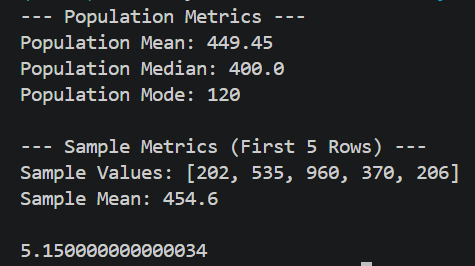 --- Population Metrics ---
Population Mean: 449.45
Population Median: 400.0
Population Mode: 120
--- Sample Metrics (First 5 Rows) ---
Sample Values: [202, 535, 960, 370, 206]
Sample Mean: 454.6
5.150000000000034